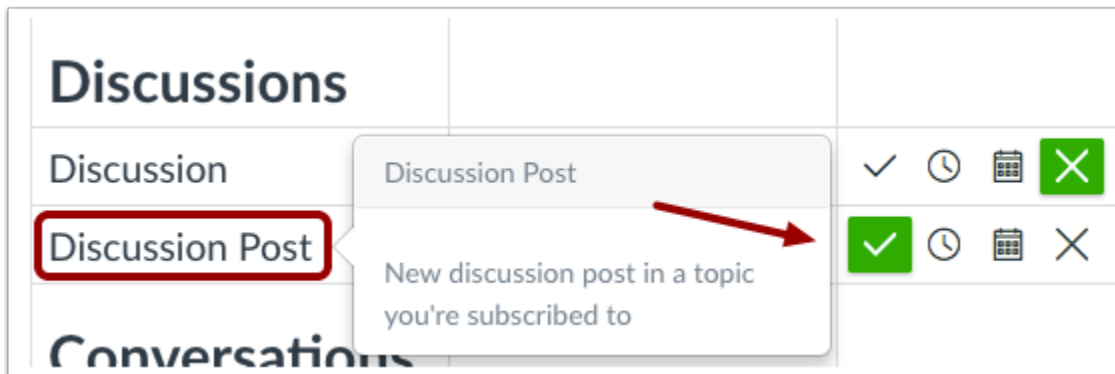 Discussions
Discussion
Discussion Post
Discussion Post
New discussion post in a topic
you're subscribed to
Conversations